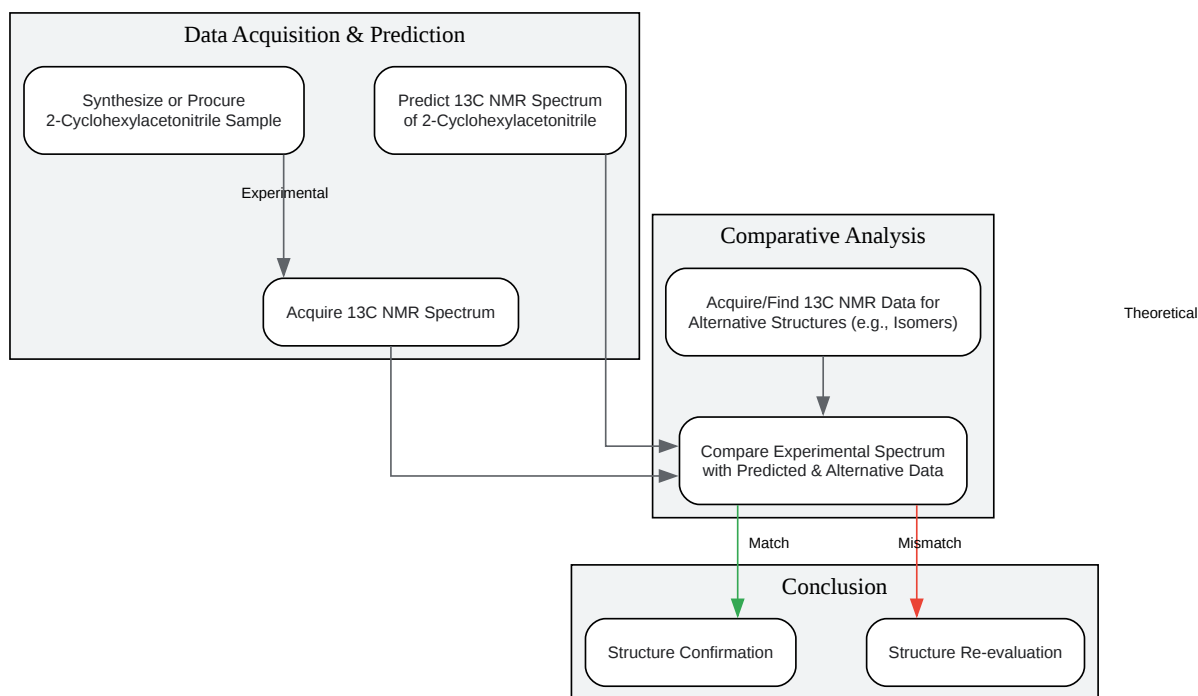 Data Acquisition & Prediction
Synthesize or Procure
2-Cyclohexylacetonitrile Sample
Predict 13C NMR Spectrum
of 2-Cyclohexylacetonitrile
Experimental
Acquire 13C NMR Spectrum
Comparative Analysis
Acquire/Find 13C NMR Data for
Alternative Structures (e.g., Isomers)
Theoretical
Compare Experimental Spectrum
with Predicted & Alternative Data
Match
Mismatch
Conclusion
Structure Confirmation
Structure Re-evaluation